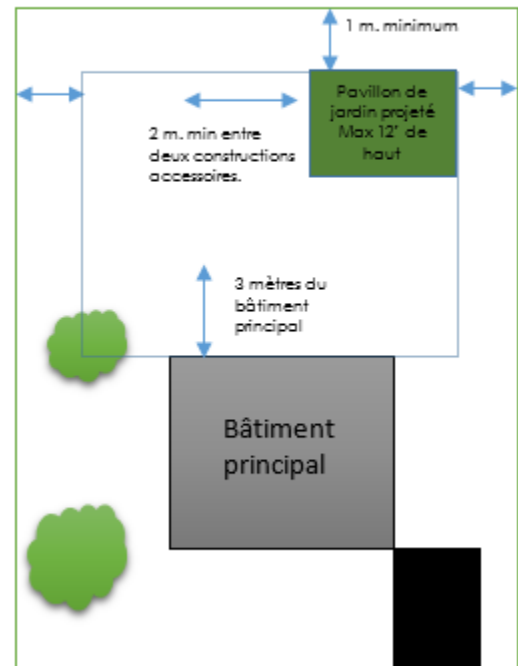 1 m. minimum
Pavillon de
jardin projeté
Max 12' de
haut
2 m. min entre
deux constructions
accessoires.
3 mètres du
bâtiment
principal
Bâtiment
principal